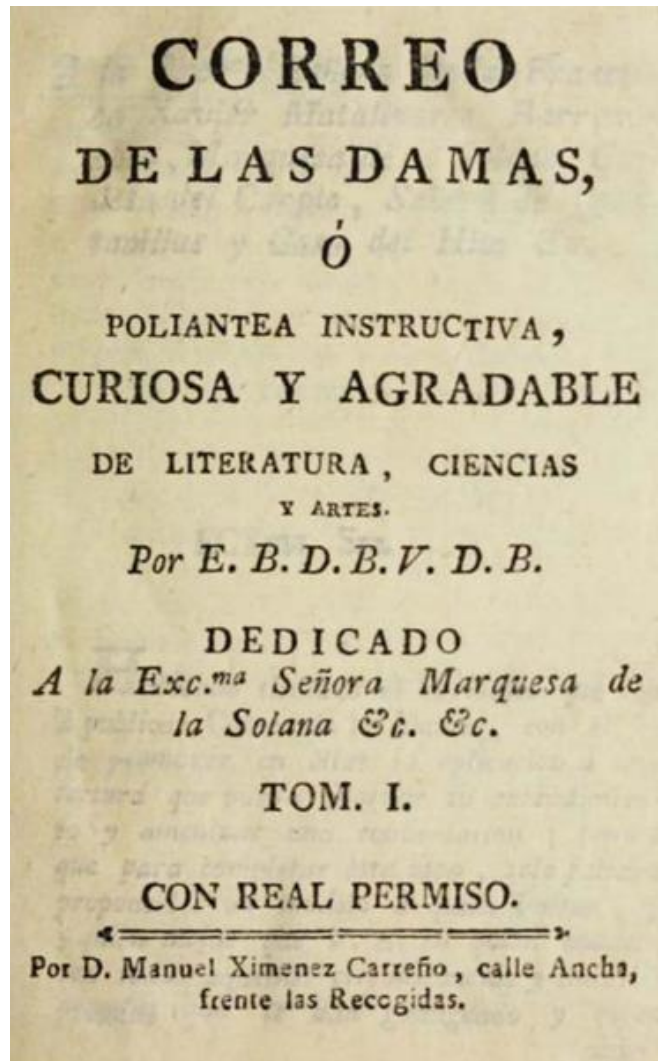 CORREO
DE LAS DAMAS,
Ó
POLIANTEA INSTRUCTIVA,
CURIOSA Y AGRADABLE
DE LITERATURA, CIENCIAS
Y ARTES.
Por E. B. D. B. V. D. B.
DEDICADO
A la Exc.ma Señora Marquesa de
la Solana &c. &c.
TOM. I.
CON REAL PERMISO.
Por D. Manuel Ximenez Carreño, calle Ancha,
frente las Recogidas.